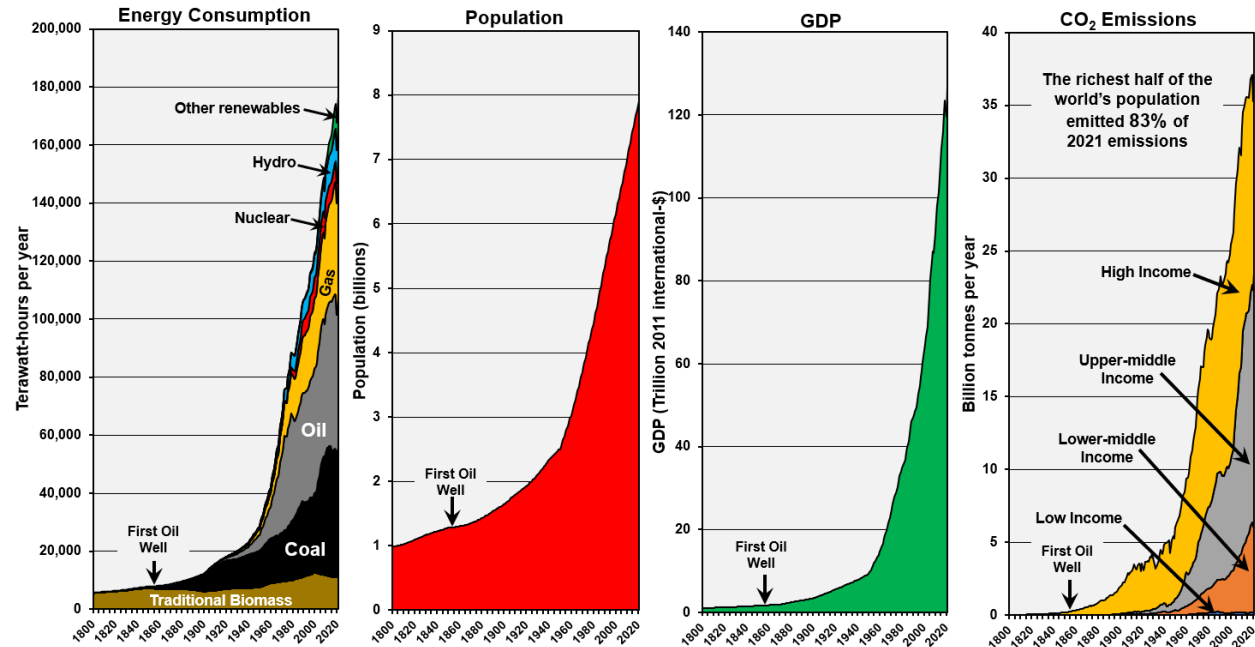 Energy Consumption
Terawatt-hours per year
200,000
180,000
160,000
140,000
120,000
100,000
80,000
60,000
40,000
20,000
0
Other renewables
Hydro
Nuclear
Gas
Oil
Coal
First Oil
Well
Traditional Biomass
1800
1820
1840
1860
1880
1900
1920
1940
1960
1980
2000
2020
Population
Population (billions)
9
8
7
6
5
4
3
2
1
0
First Oil
Well
1800
1820
1840
1860
1880
1900
1920
1940
1960
1980
2000
2020
GDP
GDP (Trillion 2011 international-$)
140
120
100
80
60
40
20
0
First Oil
Well
1800
1820
1840
1860
1880
1900
1920
1940
1960
1980
2000
2020
CO2 Emissions
Billion tonnes per year
40
35
30
25
20
15
10
5
0
The richest half of the
world's population
emitted 83% of
2021 emissions
High Income
Upper-middle
Income
Lower-middle
Income
Low Income
First Oil
Well
1800
1820
1840
1860
1880
1900
1920
1940
1960
1980
2000
2020